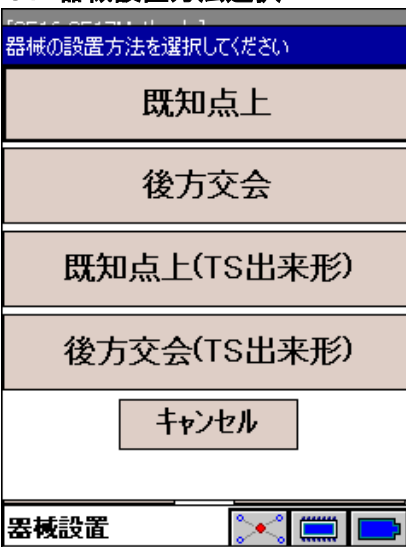 器械の設置方法を選択してください
既知点上
後方交会
既知点上(TS出来形)
後方交会(TS出来形)
キャンセル
器械設置